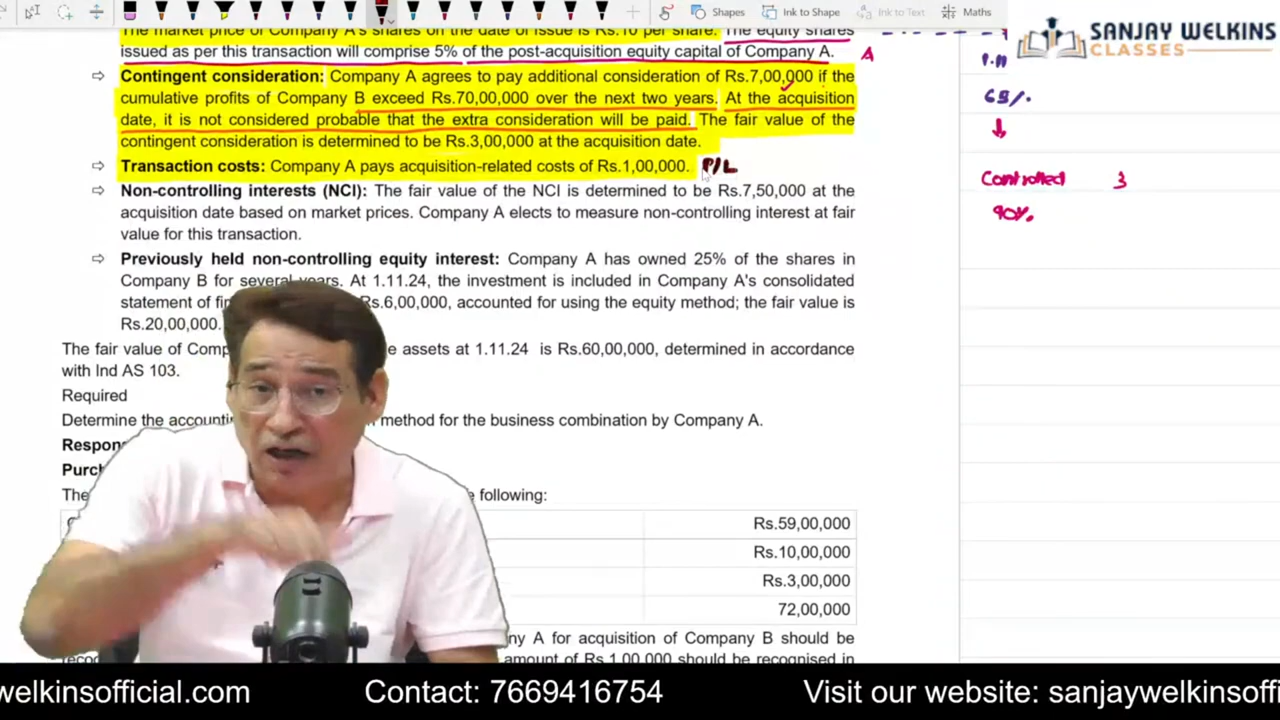 Shapes
Ink to Shape
Ink to Text
Maths
SANJAY WELKINS
CLASSES
The market price of Company A's shares on the date of issue is Rs.10 per share. The equity shares
issued as per this transaction will comprise 5% of the post-acquisition equity capital of Company A.
A
⇨ Contingent consideration: Company A agrees to pay additional consideration of Rs.7,00,000 if the
cumulative profits of Company B exceed Rs.70,00,000 over the next two years. At the acquisition
date, it is not considered probable that the extra consideration will be paid. The fair value of the
contingent consideration is determined to be Rs.3,00,000 at the acquisition date.
⇨ Transaction costs: Company A pays acquisition-related costs of Rs.1,00,000. P/L
⇨ Non-controlling interests (NCI): The fair value of the NCI is determined to be Rs.7,50,000 at the
acquisition date based on market prices. Company A elects to measure non-controlling interest at fair
value for this transaction.
⇨ Previously held non-controlling equity interest: Company A has owned 25% of the shares in
Company B for several years. At 1.11.24, the investment is included in Company A's consolidated
statement of Rs.6,00,000, accounted for using the equity method; the fair value is
Rs.20,00,000.
The fair value of assets at 1.11.24 is Rs.60,00,000, determined in accordance
with Ind AS 103.
Required
Determine the method for the business combination by Company A.
The following:
Rs.59,00,000
Rs.10,00,000
Rs.3,00,000
72,00,000
A for acquisition of Company B should be
amount of Rs.1,00,000 should be recognised in
65%.
Controlled 3
90%.
welkinsofficial.com
Contact: 7669416754
Visit our website: sanjaywelkinsoffi